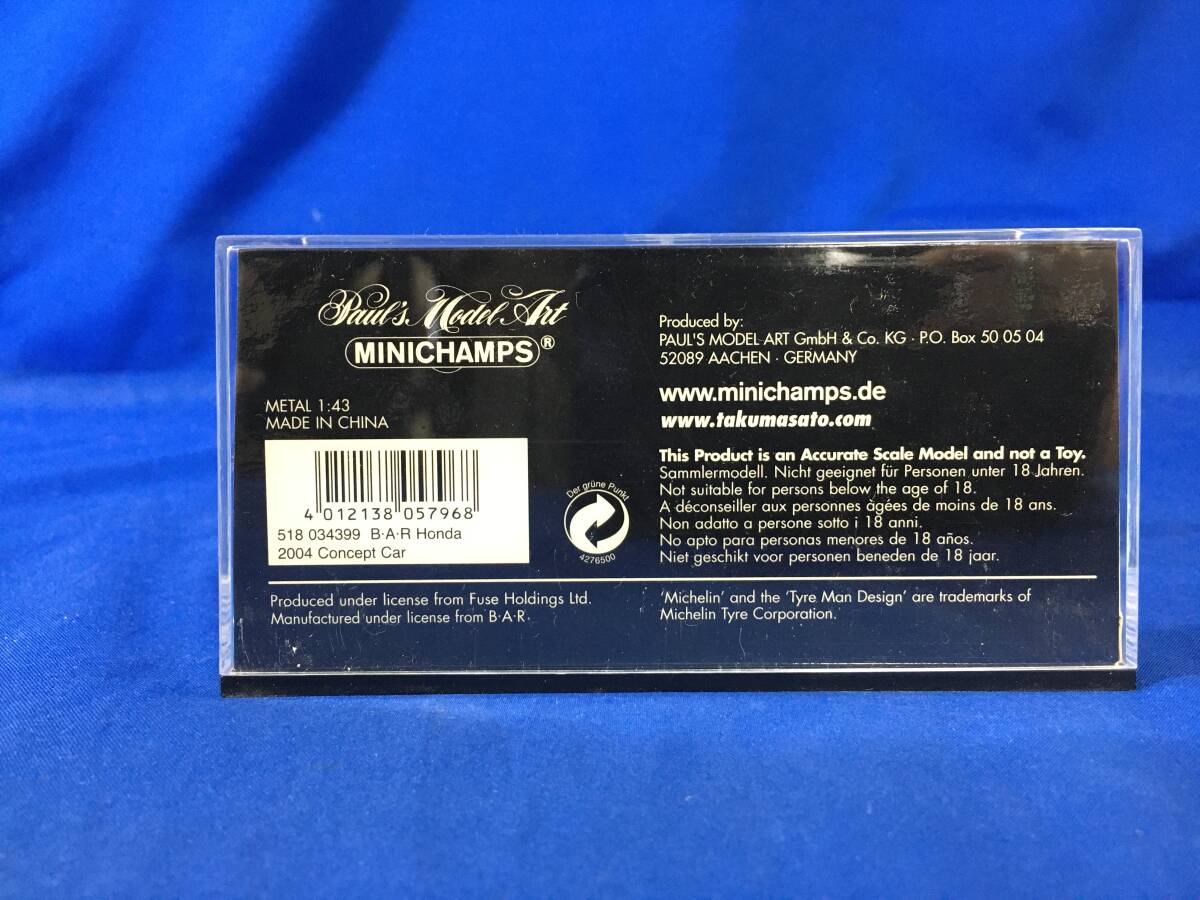 Paul's Model Art
MINICHAMPS®
METAL 1:43
MADE IN CHINA
4 012138 057968
518 034399 B·A·R Honda
2004 Concept Car
Der grüne Punkt
4276500
Produced by:
PAUL'S MODEL ART GmbH & Co. KG · P.O. Box 50 05 04
52089 AACHEN · GERMANY
www.minichamps.de
www.takumasato.com
This Product is an Accurate Scale Model and not a Toy.
Sammlermodell. Nicht geeignet für Personen unter 18 Jahren.
Not suitable for persons below the age of 18.
A déconseiller aux personnes âgées de moins de 18 ans.
Non adatto a persone sotto i 18 anni.
No apto para personas menores de 18 años.
Niet geschikt voor personen beneden de 18 jaar.
Produced under license from Fuse Holdings Ltd.
Manufactured under license from B·A·R·
'Michelin' and the 'Tyre Man Design' are trademarks of
Michelin Tyre Corporation.